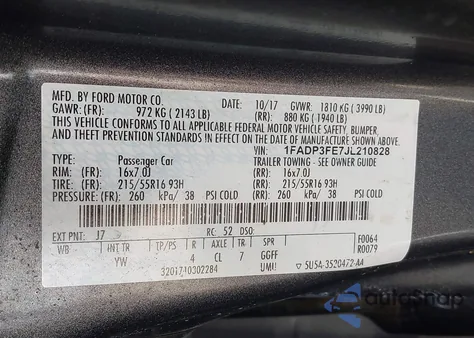 MFD. BY FORD MOTOR CO. 10/17 GVWR: 1810 KG ( 3990 LB)
GAWR: (FR) 972 KG ( 2143 LB) (RR) 880 KG ( 1940 LB)
THIS VEHICLE CONFORMS TO ALL APPLICABLE FEDERAL MOTOR VEHICLE SAFETY, BUMPER,
AND THEFT PREVENTION STANDARDS IN EFFECT ON THE DATE OF MANUFACTURE SHOWN ABOVE.
VIN: 1FADP3FE7JL210828
TYPE: Passenger Car TRAILER TOWING - SEE OWNER GUIDE
RIM: (FR) 16x7.0J (RR) 16x7.0J
TIRE: (FR) 215/55R16 93H (RR) 215/55R16 93H
PRESSURE: (FR) 260 kPa/ 38 PSI COLD (RR) 260 kPa/ 38 PSI COLD
EXT PNT: J7 RC: 52 DSO: F0064
WB INT TR TP/PS R AXLE TR SPR R0079
YW 4 CL 7 GGFF
3201710302284 UMU ▽ 5U5A-3520472-AA
autoSnap